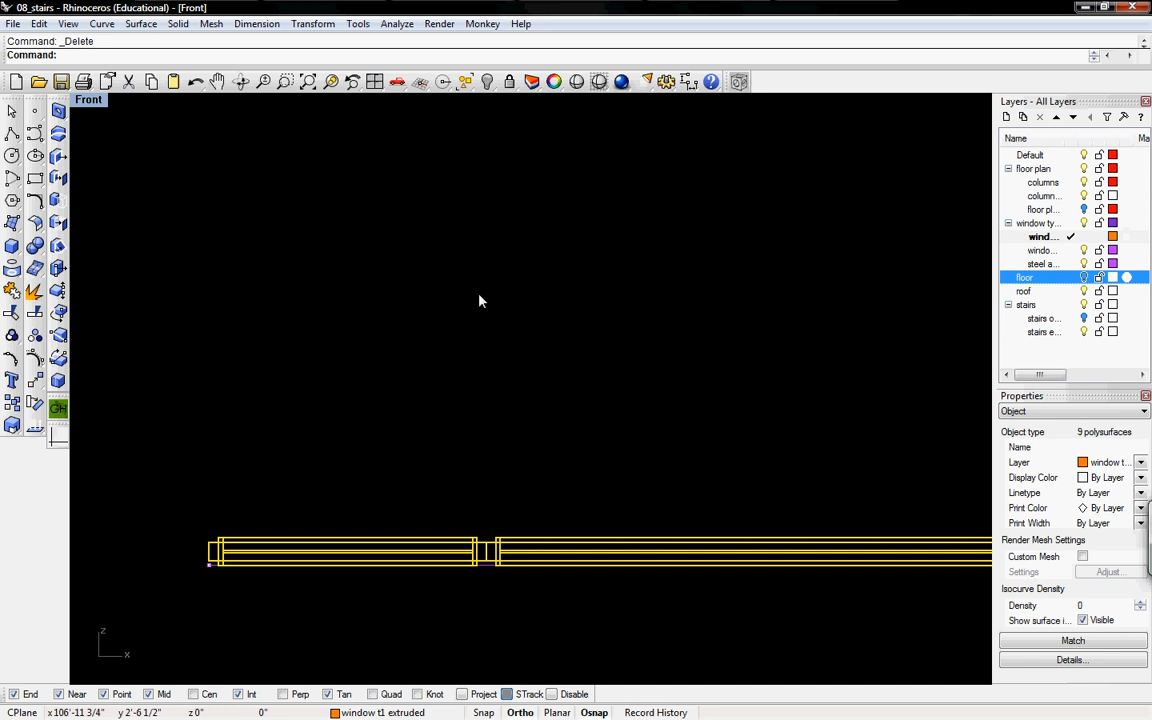 08_stairs - Rhinoceros (Educational) - [Front]
File Edit View Curve Surface Solid Mesh Dimension Transform Tools Analyze Render Monkey Help
Command: _Delete
Command:
Front
Layers - All Layers
Name Ma
Default
floor plan
columns
column...
floor pl...
window ty...
wind...
windo...
steel a...
floor
roof
stairs
stairs o...
stairs e...
Properties
Object
Object type 9 polysurfaces
Name
Layer window t...
Display Color By Layer
Linetype By Layer
Print Color By Layer
Print Width By Layer
Render Mesh Settings
Custom Mesh
Settings Adjust...
Isocurve Density
Density 0
Show surface i... Visible
Match
Details...
GH
z
x
End Near Point Mid Cen Int Perp Tan Quad Knot Project STrack Disable
CPlane x 106'-11 3/4" y 2'-6 1/2" z 0" 0" window t1 extruded Snap Ortho Planar Osnap Record History